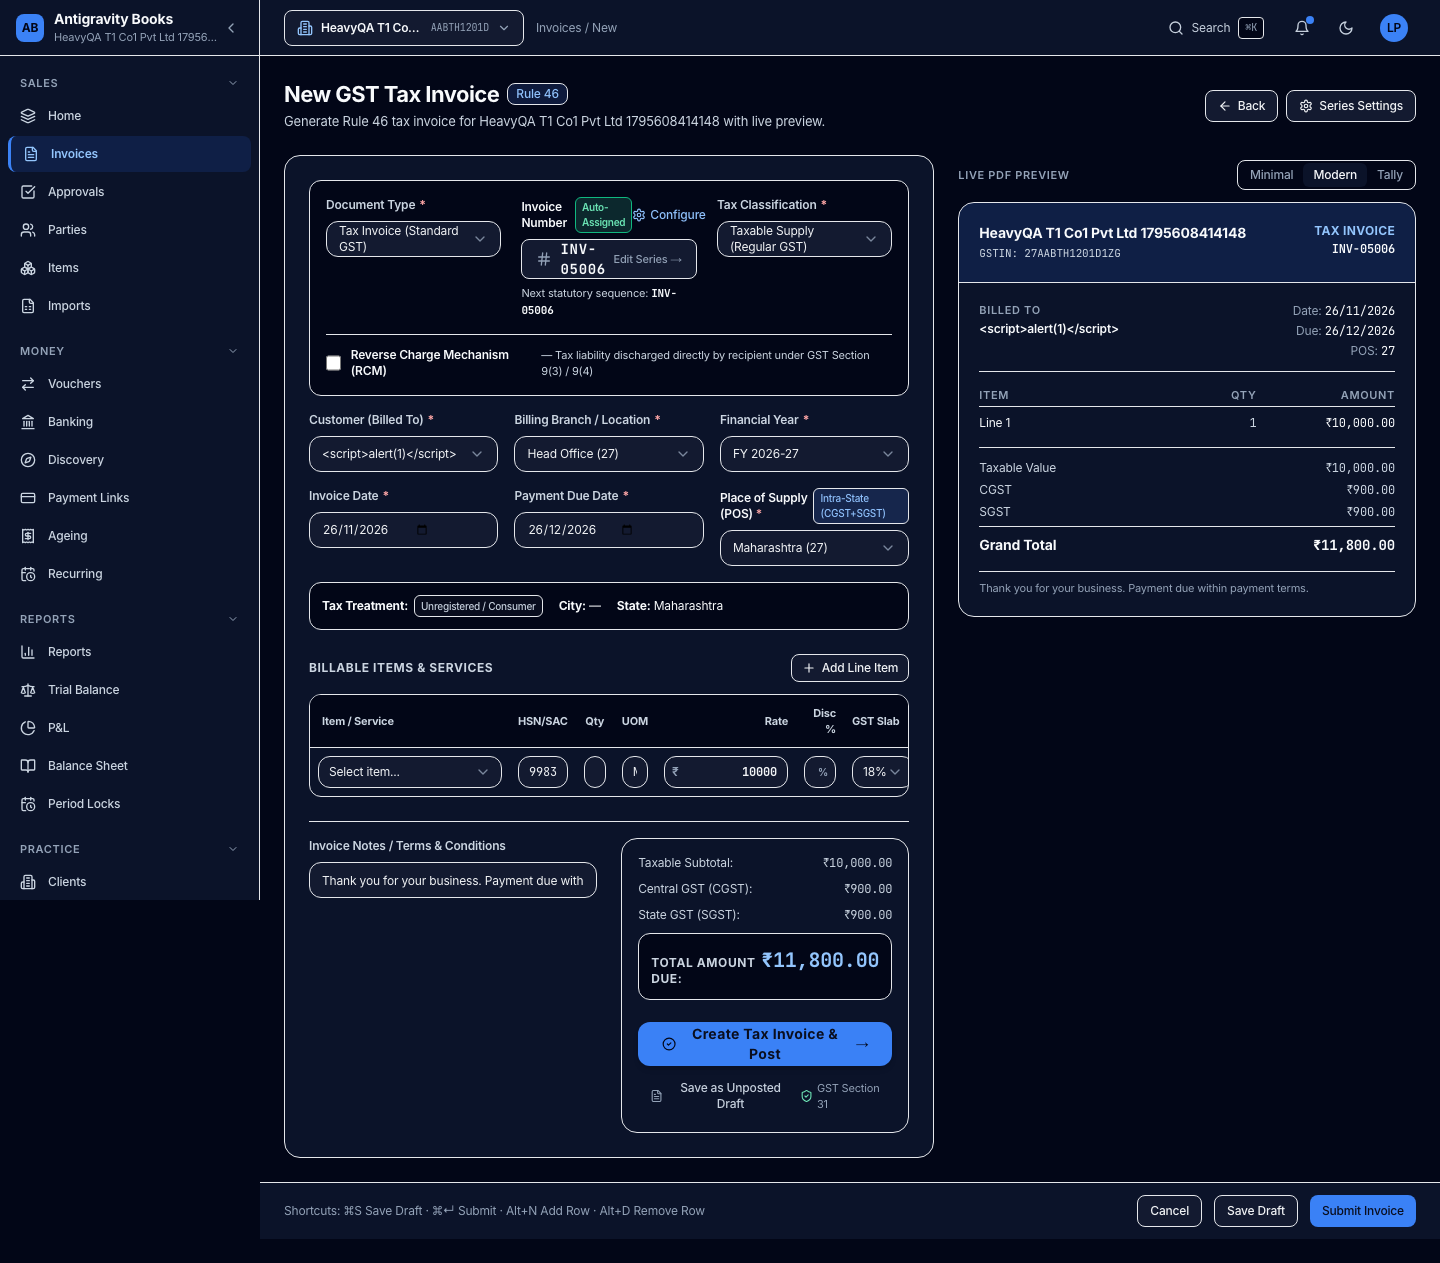 AB
Antigravity Books
HeavyQA T1 Co1 Pvt Ltd 17956...
HeavyQA T1 Co... AABTH1201D
Invoices / New
Search ⌘K
LP
SALES
Home
Invoices
Approvals
Parties
Items
Imports
MONEY
Vouchers
Banking
Discovery
Payment Links
Ageing
Recurring
REPORTS
Reports
Trial Balance
P&L
Balance Sheet
Period Locks
PRACTICE
Clients
New GST Tax Invoice Rule 46
Generate Rule 46 tax invoice for HeavyQA T1 Co1 Pvt Ltd 1795608414148 with live preview.
← Back
Series Settings
Document Type *
Tax Invoice (Standard
GST)
Invoice
Number
Auto-
Assigned
Configure
# INV-
05006
Edit Series →
Next statutory sequence: INV-
05006
Tax Classification *
Taxable Supply
(Regular GST)
Reverse Charge Mechanism
(RCM)
— Tax liability discharged directly by recipient under GST Section
9(3) / 9(4)
Customer (Billed To) *
<script>alert(1)</script>
Billing Branch / Location *
Head Office (27)
Financial Year *
FY 2026-27
Invoice Date *
26/11/2026
Payment Due Date *
26/12/2026
Place of Supply
(POS) *
Intra-State
(CGST+SGST)
Maharashtra (27)
Tax Treatment: Unregistered / Consumer City: — State: Maharashtra
BILLABLE ITEMS & SERVICES
+ Add Line Item
Item / Service HSN/SAC Qty UOM Rate Disc
% GST Slab
Select item... 9983 ₹ 10000 % 18%
Invoice Notes / Terms & Conditions
Thank you for your business. Payment due with
Taxable Subtotal: ₹10,000.00
Central GST (CGST): ₹900.00
State GST (SGST): ₹900.00
TOTAL AMOUNT
DUE:
₹11,800.00
Create Tax Invoice &
Post →
Save as Unposted
Draft
GST Section
31
LIVE PDF PREVIEW
Minimal Modern Tally
HeavyQA T1 Co1 Pvt Ltd 1795608414148
GSTIN: 27AABTH1201D1ZG
TAX INVOICE
INV-05006
BILLED TO
<script>alert(1)</script>
Date: 26/11/2026
Due: 26/12/2026
POS: 27
ITEM QTY AMOUNT
Line 1 1 ₹10,000.00
Taxable Value ₹10,000.00
CGST ₹900.00
SGST ₹900.00
Grand Total ₹11,800.00
Thank you for your business. Payment due within payment terms.
Shortcuts: ⌘S Save Draft · ⌘↵ Submit · Alt+N Add Row · Alt+D Remove Row
Cancel
Save Draft
Submit Invoice